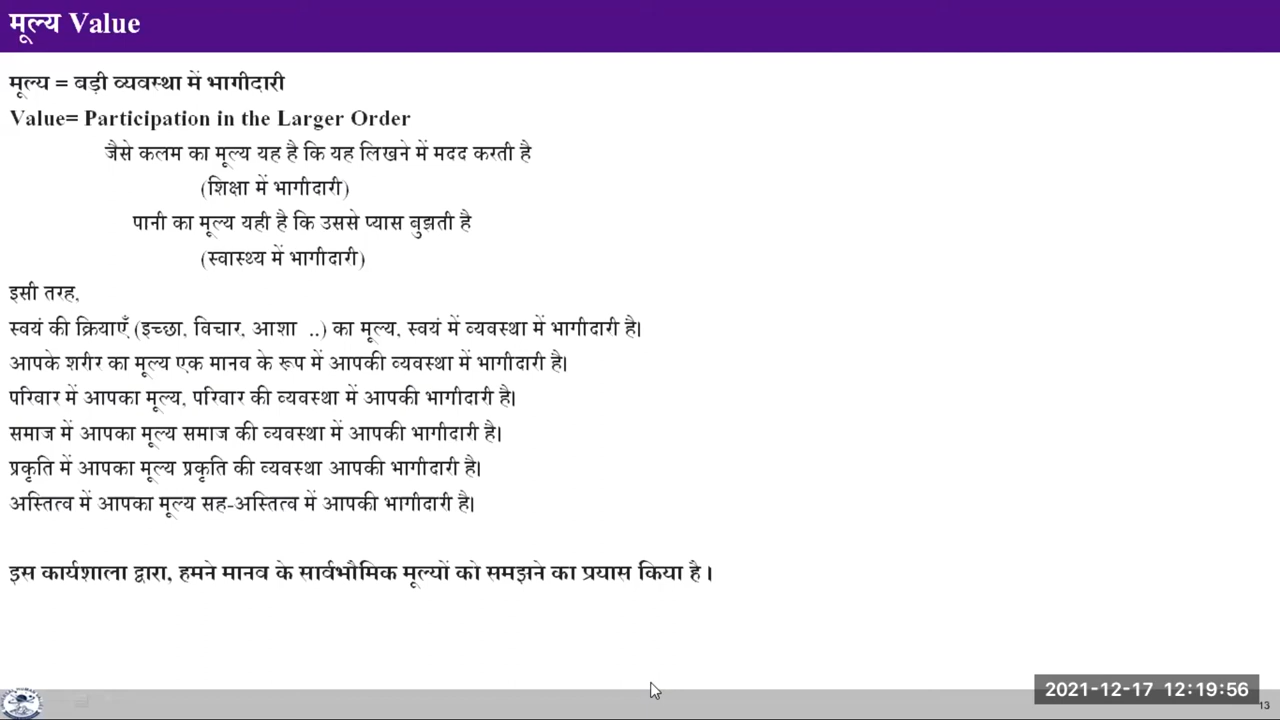 मूल्य Value
मूल्य = बड़ी व्यवस्था में भागीदारी
Value= Participation in the Larger Order
जैसे कलम का मूल्य यह है कि यह लिखने में मदद करती है
(शिक्षा में भागीदारी)
पानी का मूल्य यही है कि उससे प्यास बुझती है
(स्वास्थ्य में भागीदारी)
इसी तरह,
स्वयं की क्रियाएँ (इच्छा, विचार, आशा ..) का मूल्य, स्वयं में व्यवस्था में भागीदारी है।
आपके शरीर का मूल्य एक मानव के रूप में आपकी व्यवस्था में भागीदारी है।
परिवार में आपका मूल्य, परिवार की व्यवस्था में आपकी भागीदारी है।
समाज में आपका मूल्य समाज की व्यवस्था में आपकी भागीदारी है।
प्रकृति में आपका मूल्य प्रकृति की व्यवस्था आपकी भागीदारी है।
अस्तित्व में आपका मूल्य सह-अस्तित्व में आपकी भागीदारी है।
इस कार्यशाला द्वारा, हमने मानव के सार्वभौमिक मूल्यों को समझने का प्रयास किया है ।
2021-12-17 12:19:56
13